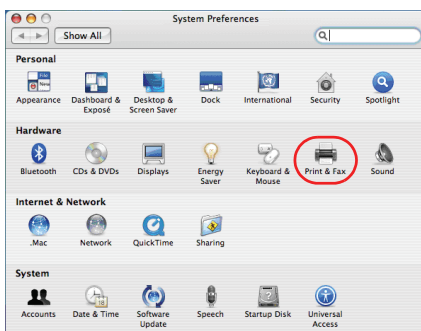 System Preferences
Show All
Personal
Appearance Dashboard & Exposé Desktop & Screen Saver Dock International Security Spotlight
Hardware
Bluetooth CDs & DVDs Displays Energy Saver Keyboard & Mouse Print & Fax Sound
Internet & Network
.Mac Network QuickTime Sharing
System
Accounts Date & Time Software Update Speech Startup Disk Universal Access